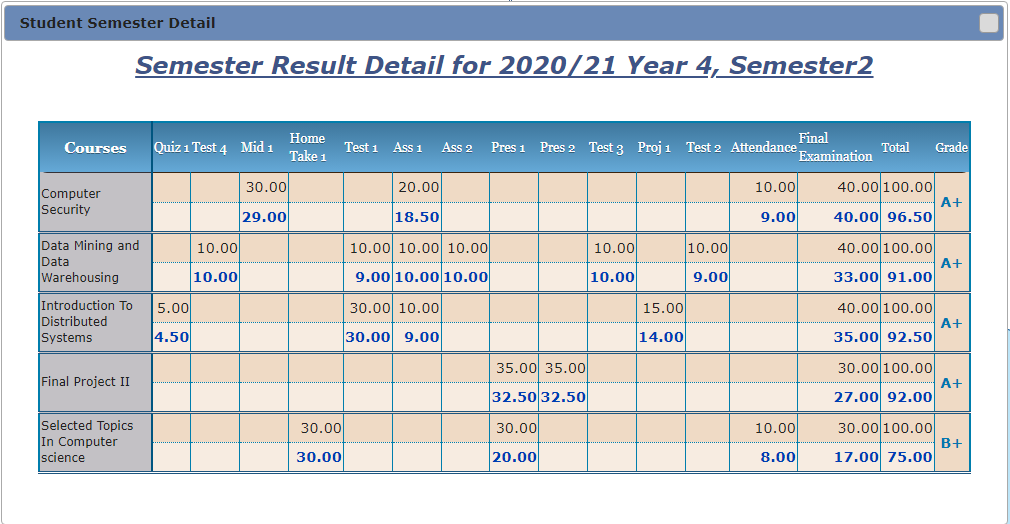 Student Semester Detail
Semester Result Detail for 2020/21 Year 4, Semester2
Courses Quiz 1 Test 4 Mid 1 Home Take 1 Test 1 Ass 1 Ass 2 Pres 1 Pres 2 Test 3 Proj 1 Test 2 Attendance Final Examination Total Grade
Computer Security
30.00 20.00 10.00 40.00 100.00
29.00 18.50 9.00 40.00 96.50
A+
Data Mining and Data Warehousing
10.00 10.00 10.00 10.00 10.00 10.00 40.00 100.00
10.00 9.00 10.00 10.00 10.00 9.00 33.00 91.00
A+
Introduction To Distributed Systems
5.00 30.00 10.00 15.00 40.00 100.00
4.50 30.00 9.00 14.00 35.00 92.50
A+
Final Project II
35.00 35.00 30.00 100.00
32.50 32.50 27.00 92.00
A+
Selected Topics In Computer science
30.00 30.00 10.00 30.00 100.00
30.00 20.00 8.00 17.00 75.00
B+